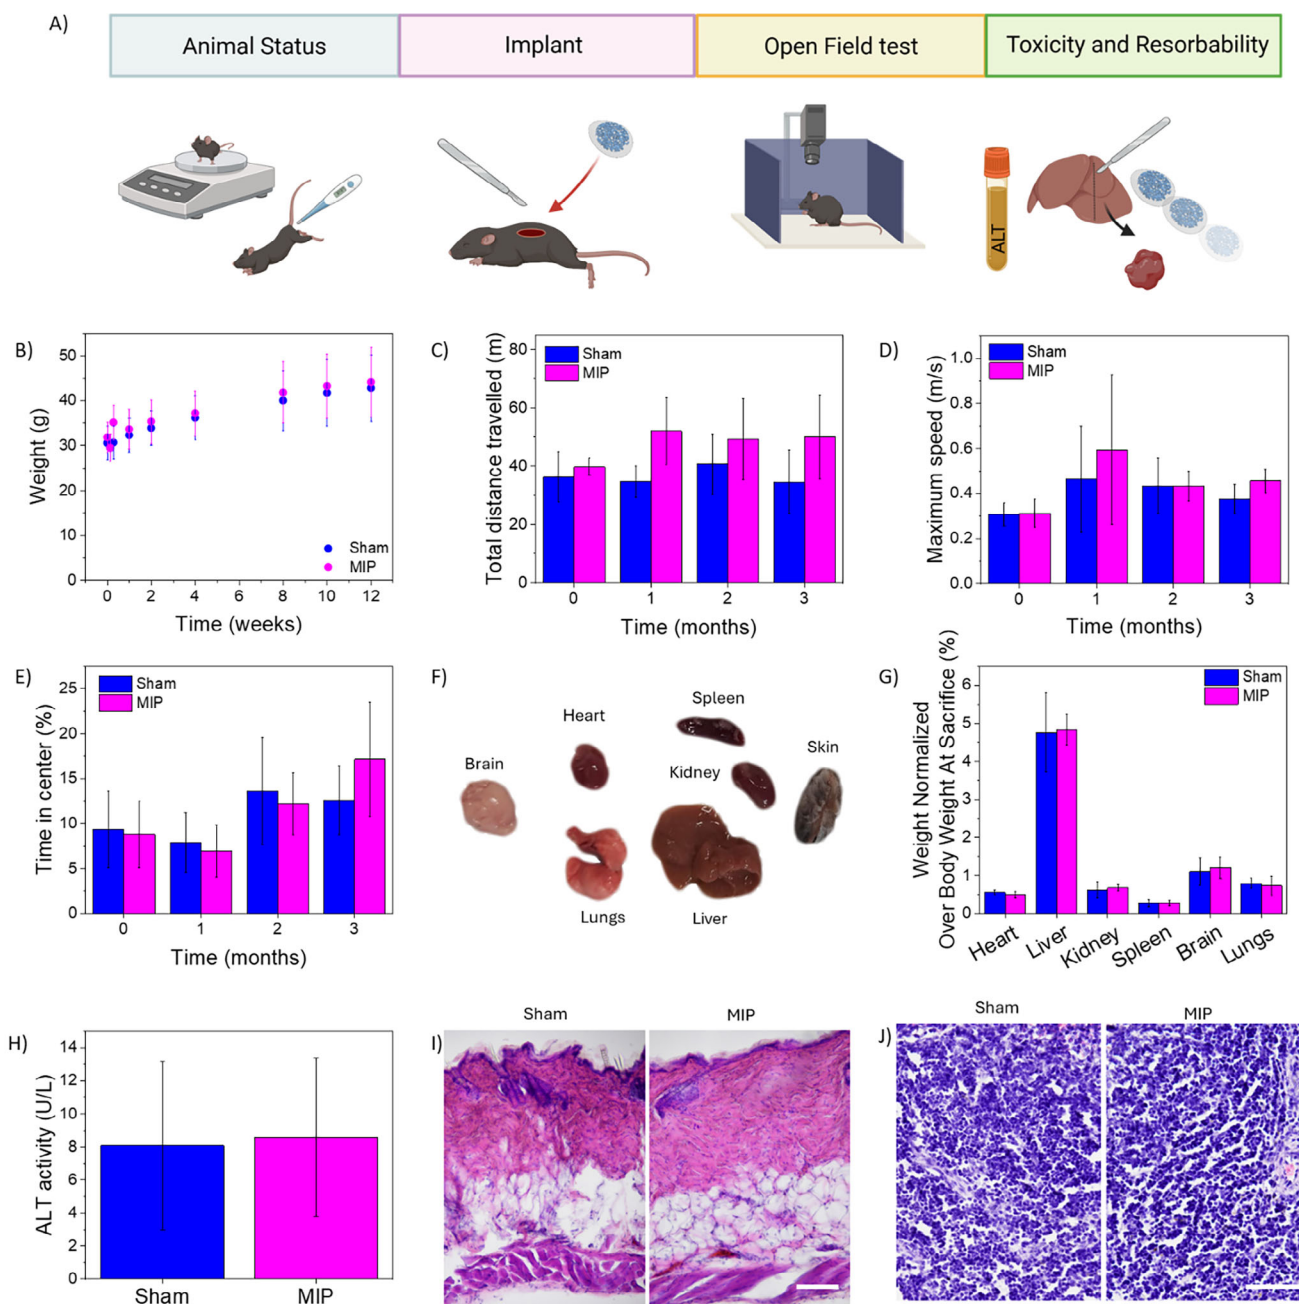 A)
Animal Status
Implant
Open Field test
Toxicity and Resorbability
ALT
B)
Weight (g)
50
40
30
20
10
0
Sham
MIP
0 2 4 6 8 10 12
Time (weeks)
C)
Total distance travelled (m)
80
60
40
20
0
Sham
MIP
0 1 2 3
Time (months)
D)
Maximum speed (m/s)
1.0
0.8
0.6
0.4
0.2
0.0
Sham
MIP
0 1 2 3
Time (months)
E)
Time in center (%)
25
20
15
10
5
0
Sham
MIP
0 1 2 3
Time (months)
F)
Brain
Heart
Spleen
Kidney
Skin
Lungs
Liver
G)
Weight Normalized
Over Body Weight At Sacrifice (%)
6
5
4
3
2
1
0
Sham
MIP
Heart
Liver
Kidney
Spleen
Brain
Lungs
H)
ALT activity (U/L)
14
12
10
8
6
4
2
0
Sham
MIP
I)
Sham
MIP
J)
Sham
MIP